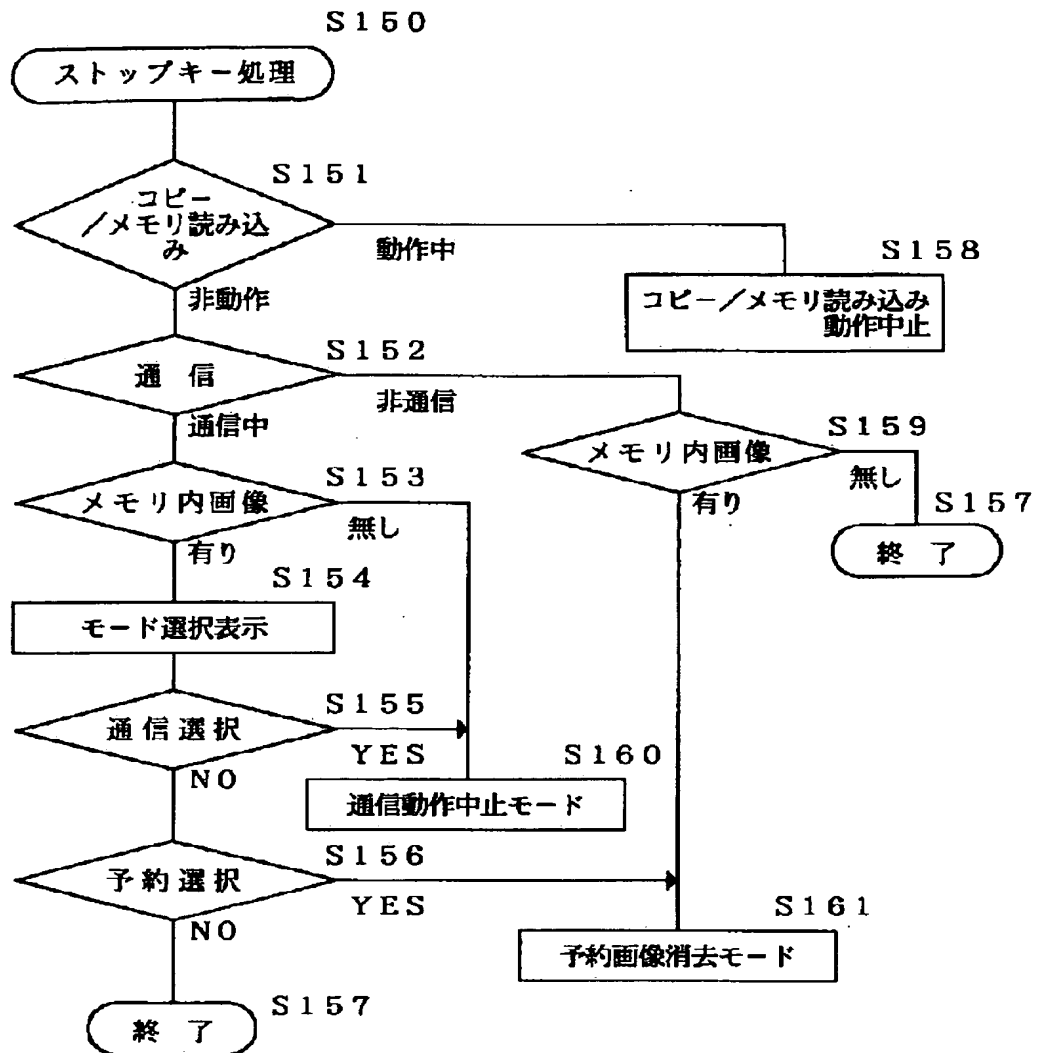 S150
ストップキー処理
S151
コピー
/メモリ読み込
み
動作中
S158
コピー/メモリ読み込み
動作中止
非動作
S152
通 信
非通信
通信中
S159
メモリ内画像
無し
有り
S157
終 了
S153
メモリ内画像
無し
有り
S154
モード選択表示
S155
通信選択
YES
NO
S160
通信動作中止モード
S156
予約選択
YES
NO
S161
予約画像消去モード
S157
終 了